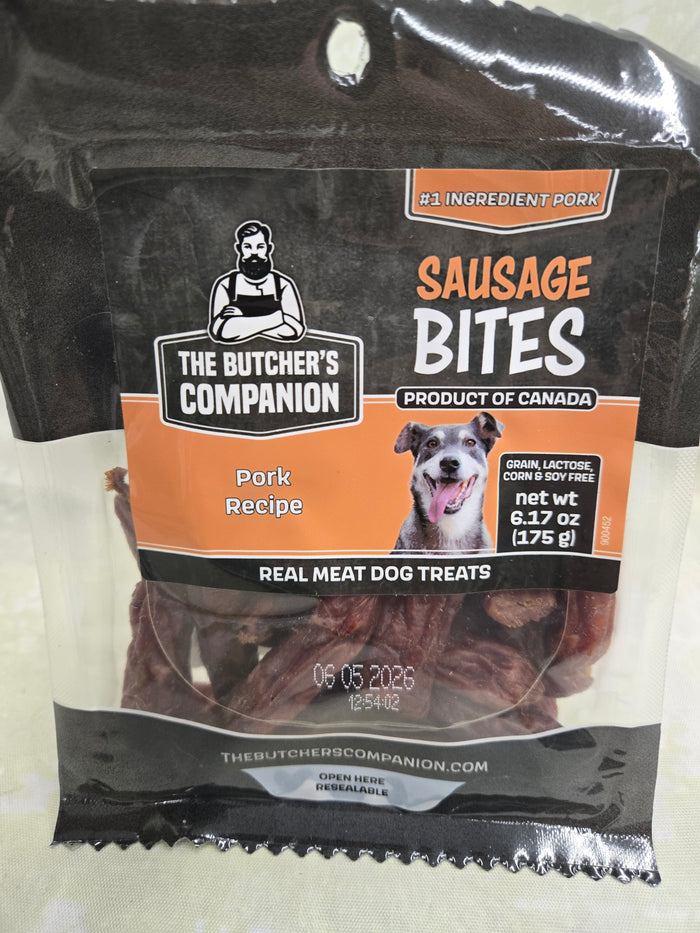 #1 INGREDIENT PORK
SAUSAGE
BITES
THE BUTCHER'S
COMPANION
PRODUCT OF CANADA
Pork
Recipe
GRAIN, LACTOSE,
CORN & SOY FREE
net wt
6.17 oz
(175 g)
900452
REAL MEAT DOG TREATS
06 05 2026
12:54:02
THEBUTCHERSCOMPANION.COM
OPEN HERE
RESEALABLE